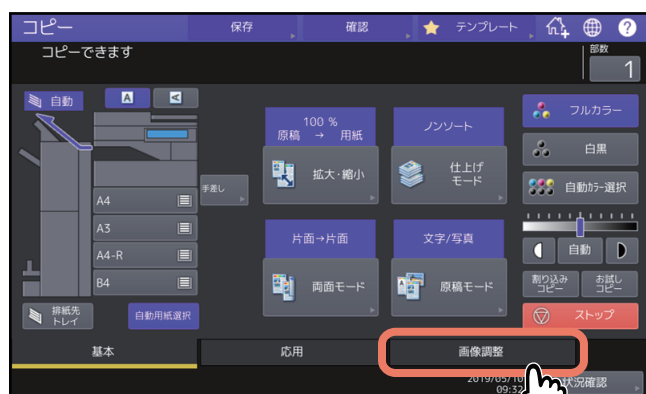 コピー
保存
確認
テンプレート
?
コピーできます
部数
1
自動
A
A
100 %
原稿 → 用紙
ノンソート
フルカラー
拡大・縮小
仕上げ
モード
白黒
手差し
自動カラー選択
A4
A3
A4-R
B4
片面→片面
文字/写真
自動
両面モード
原稿モード
割り込み
コピー
お試し
コピー
排紙先
トレイ
自動用紙選択
ストップ
基本
応用
画像調整
2019/05/10
09:32
状況確認